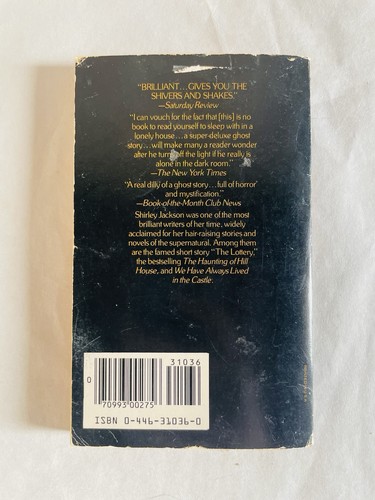 "BRILLIANT...GIVES YOU THE
SHIVERS AND SHAKES."
—Saturday Review
"I can vouch for the fact that [this] is no
book to read yourself to sleep with in a
lonely house...a super-deluxe ghost
story...will make many a reader wonder
after he turns off the light if he really is
alone in the dark room."
—The New York Times
"A real dilly of a ghost story...full of horror
and mystification."
—Book-of-the-Month Club News
Shirley Jackson was one of the most
brilliant writers of her time, widely
acclaimed for her hair-raising stories and
novels of the supernatural. Among them
are the famed short story "The Lottery,"
the bestselling The Haunting of Hill
House, and We Have Always Lived
in the Castle.
31036
0
70993 00275
ISBN 0-446-31036-0